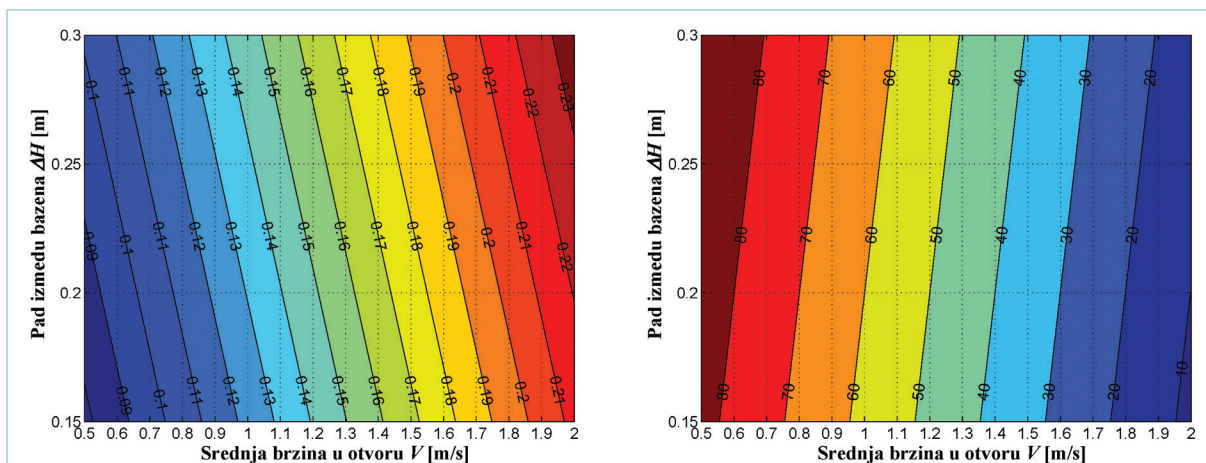 Pad izmedu bazena ΔH [m]
0.3
0.25
0.2
0.15
0.1 0.11 0.12 0.13 0.14 0.15 0.16 0.17 0.18 0.19 0.2 0.21 0.22 0.23
0.09 0.1 0.11 0.12 0.13 0.14 0.15 0.16 0.17 0.18 0.19 0.2 0.21 0.22
0.09 0.1 0.11 0.12 0.13 0.14 0.15 0.16 0.17 0.18 0.19 0.2 0.21
0.5 0.6 0.7 0.8 0.9 1 1.1 1.2 1.3 1.4 1.5 1.6 1.7 1.8 1.9 2
Srednja brzina u otvoru V [m/s]
Pad izmedu bazena ΔH [m]
0.3
0.25
0.2
0.15
80 70 60 50 40 30 20
80 70 60 50 40 30 20
80 70 60 50 40 30 20 10
0.5 0.6 0.7 0.8 0.9 1 1.1 1.2 1.3 1.4 1.5 1.6 1.7 1.8 1.9 2
Srednja brzina u otvoru V [m/s]